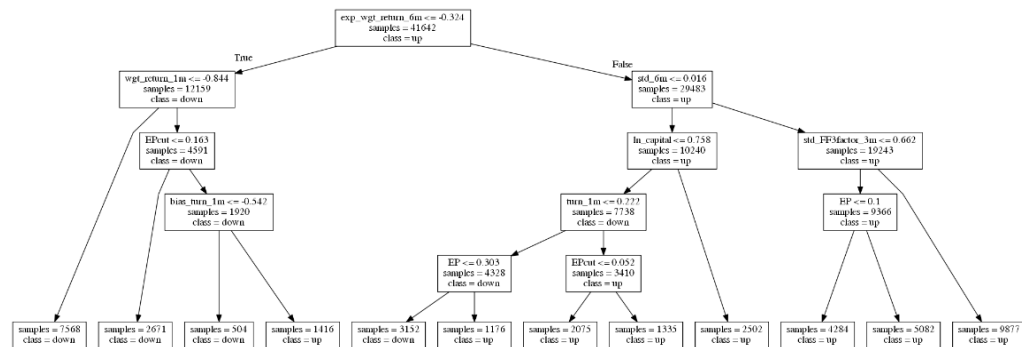 exp_wgt_return_6m <= -0.324
samples = 41642
class = up
True
False
wgt_return_1m <= -0.844
samples = 12159
class = down
std_6m <= 0.016
samples = 29483
class = up
EPcut <= 0.163
samples = 4591
class = down
ln_capital <= 0.758
samples = 10240
class = up
std_FF3factor_3m <= 0.662
samples = 19243
class = up
bias_turn_1m <= -0.542
samples = 1920
class = down
turn_1m <= 0.222
samples = 7738
class = down
EP <= 0.1
samples = 9366
class = up
EP <= 0.303
samples = 4328
class = down
EPcut <= 0.052
samples = 3410
class = up
samples = 7568
class = down
samples = 2671
class = down
samples = 504
class = down
samples = 1416
class = up
samples = 3152
class = down
samples = 1176
class = up
samples = 2075
class = up
samples = 1335
class = up
samples = 2502
class = up
samples = 4284
class = up
samples = 5082
class = up
samples = 9877
class = up